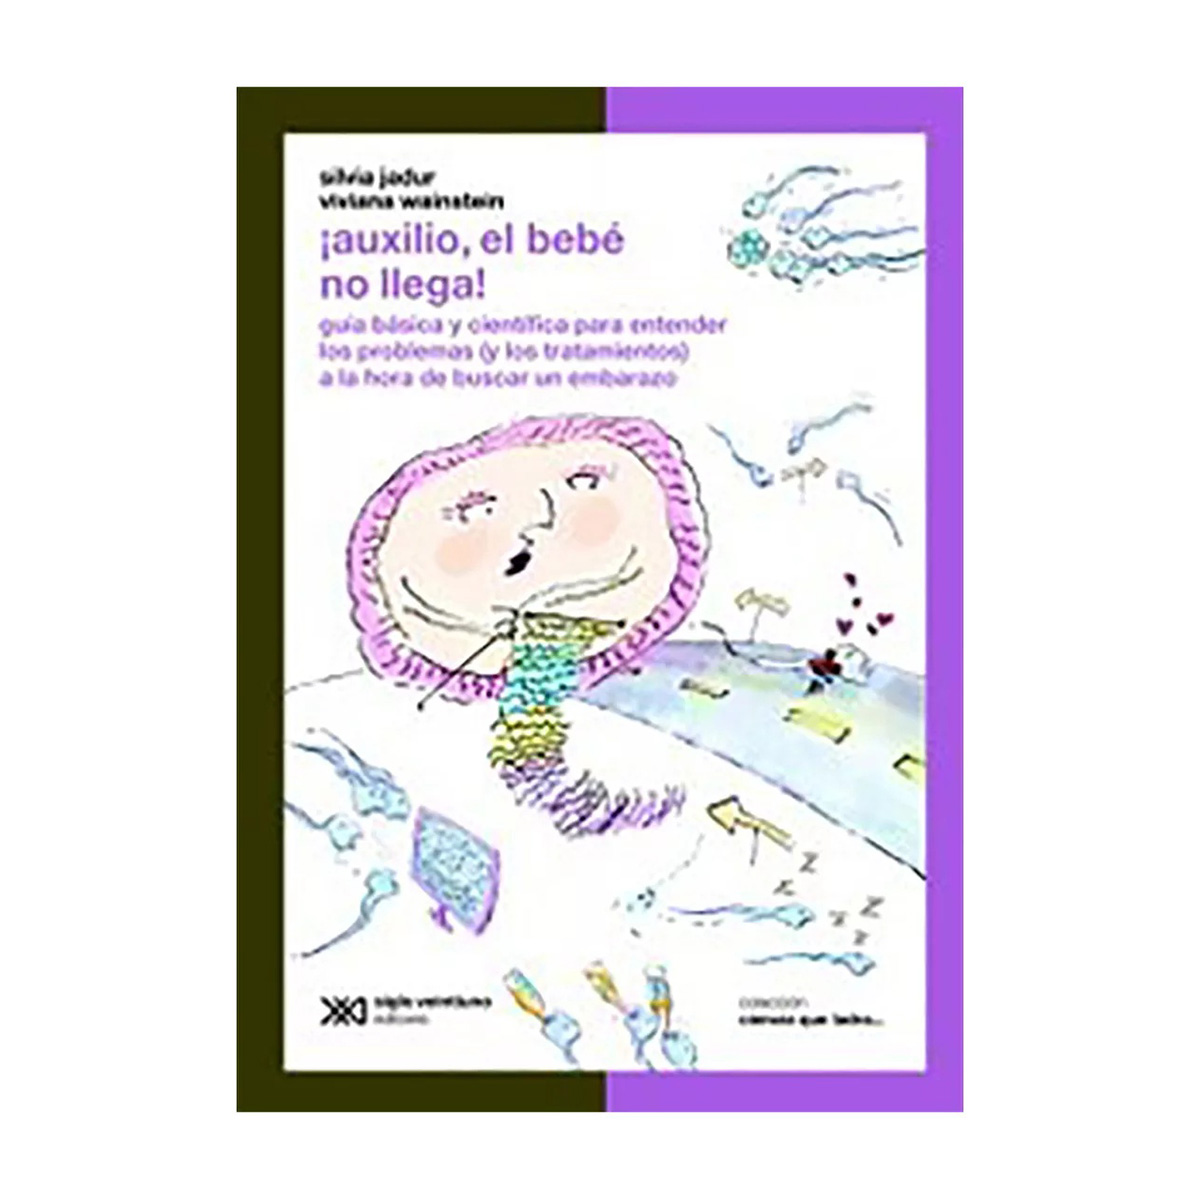 silvia jadur
viviana wainstein
¡auxilio, el bebé
no llega!
guía básica y científica para entender
los problemas (y los tratamientos)
a la hora de buscar un embarazo
z
z
z
z
z
siglo veintiuno
editores
colección
ciencia que ladra...